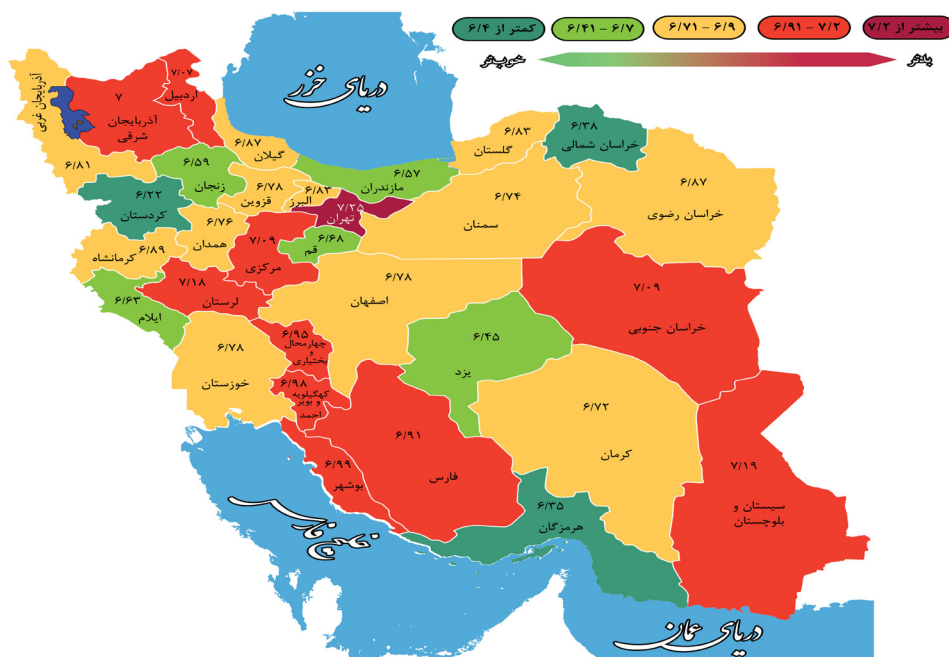 کمتر از ۶/۴
۶/۴۱ - ۶/۷
۶/۷۱ - ۶/۹
۶/۹۱ - ۷/۲
بیشتر از ۷/۲
خوب‌تر
بدتر
دریای خزر
آذربایجان غربی
۶/۸۱
۷
آذربایجان
شرقی
۷/۰۷
اردبیل
۶/۸۷
گیلان
۶/۵۹
زنجان
۶/۲۲
کردستان
۶/۷۸
قزوین
۶/۸۳
البرز
۷/۲۵
تهران
۶/۵۷
مازندران
۶/۸۳
گلستان
۶/۳۸
خراسان شمالی
۶/۸۷
خراسان رضوی
۶/۷۴
سمنان
۶/۷۶
همدان
۷/۰۹
مرکزی
۶/۶۸
قم
۶/۸۹
کرمانشاه
۶/۶۳
ایلام
۷/۱۸
لرستان
۶/۷۸
اصفهان
۷/۰۹
خراسان جنوبی
۶/۷۸
خوزستان
۶/۹۵
چهارمحال
و
بختیاری
۶/۹۸
کهگیلویه
و بویر
احمد
۶/۴۵
یزد
۶/۷۲
کرمان
۶/۹۱
فارس
۶/۹۹
بوشهر
۶/۳۵
هرمزگان
۷/۱۹
سیستان و
بلوچستان
خلیج فارس
دریای عمان